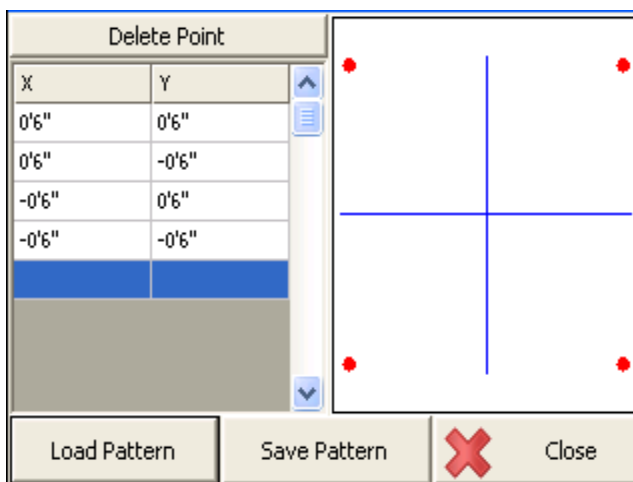 Delete Point
X Y
0'6" 0'6"
0'6" -0'6"
-0'6" 0'6"
-0'6" -0'6"
Load Pattern Save Pattern Close